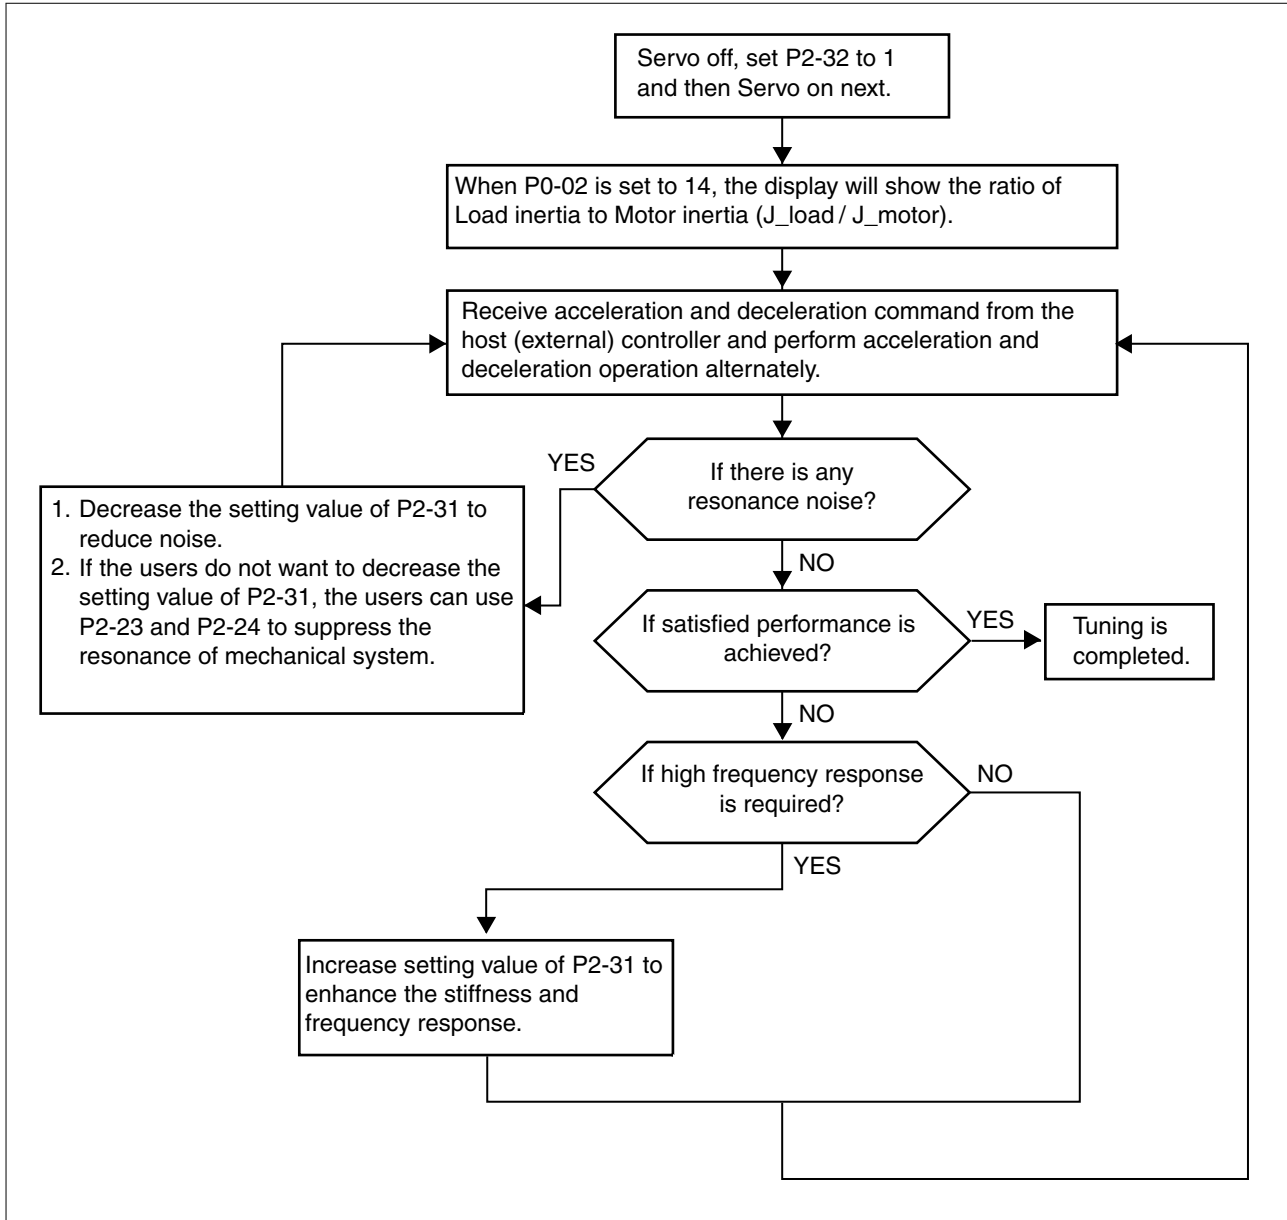 Servo off, set P2-32 to 1
and then Servo on next.
When P0-02 is set to 14, the display will show the ratio of
Load inertia to Motor inertia (J_load / J_motor).
Receive acceleration and deceleration command from the
host (external) controller and perform acceleration and
deceleration operation alternately.
YES
If there is any
resonance noise?
1. Decrease the setting value of P2-31 to
reduce noise.
2. If the users do not want to decrease the
setting value of P2-31, the users can use
P2-23 and P2-24 to suppress the
resonance of mechanical system.
NO
If satisfied performance is
achieved?
YES
Tuning is
completed.
NO
If high frequency response
is required?
NO
YES
Increase setting value of P2-31 to
enhance the stiffness and
frequency response.